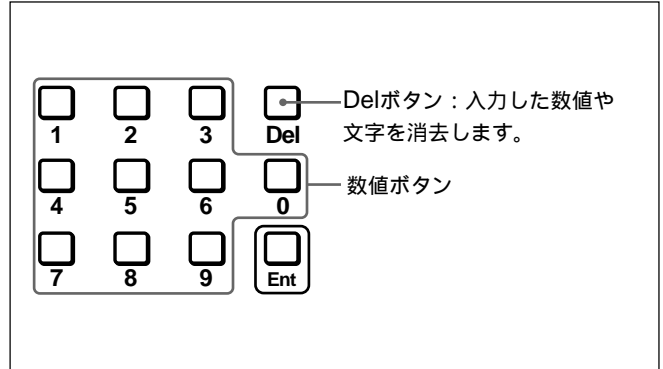 1 2 3 Del
Delボタン：入力した数値や
文字を消去します。
4 5 6 0
数値ボタン
7 8 9 Ent